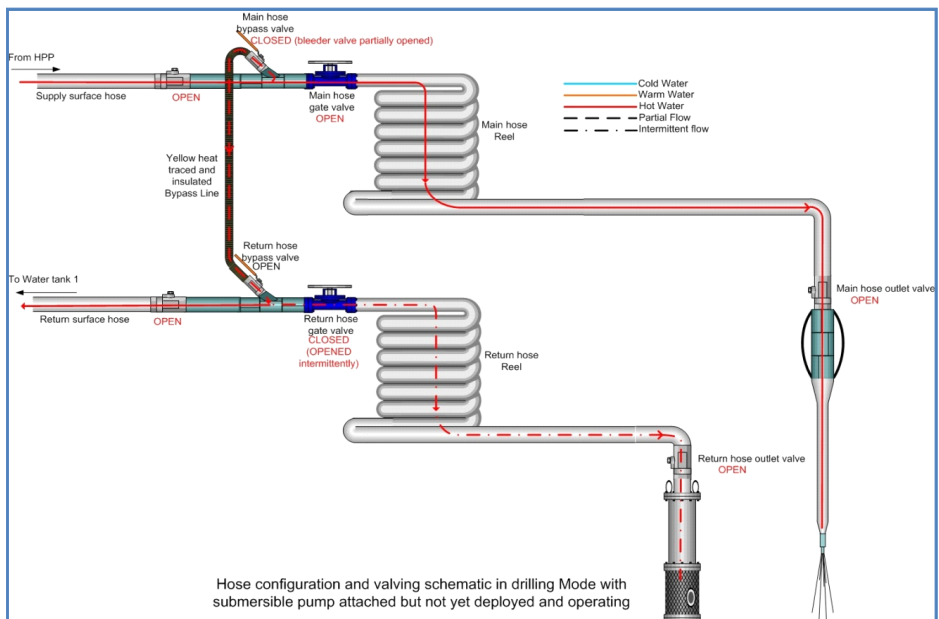 Main hose
bypass valve
CLOSED (partially opened)
CLOSED (bleeder valve partially opened)
From HPP
Supply surface hose
OPEN
Main hose
gate valve
OPEN
Main hose
Reel
Cold Water
Warm Water
Hot Water
Partial Flow
Intermittent flow
Yellow heat
traced and
insulated
Bypass Line
Return hose
bypass valve
OPEN
To Water tank 1
Return surface hose
OPEN
Return hose
gate valve
CLOSED
(OPENED
intermittently)
Return hose
Reel
Main hose outlet valve
OPEN
Return hose outlet valve
OPEN
Hose configuration and valving schematic in drilling Mode with
submersible pump attached but not yet deployed and operating